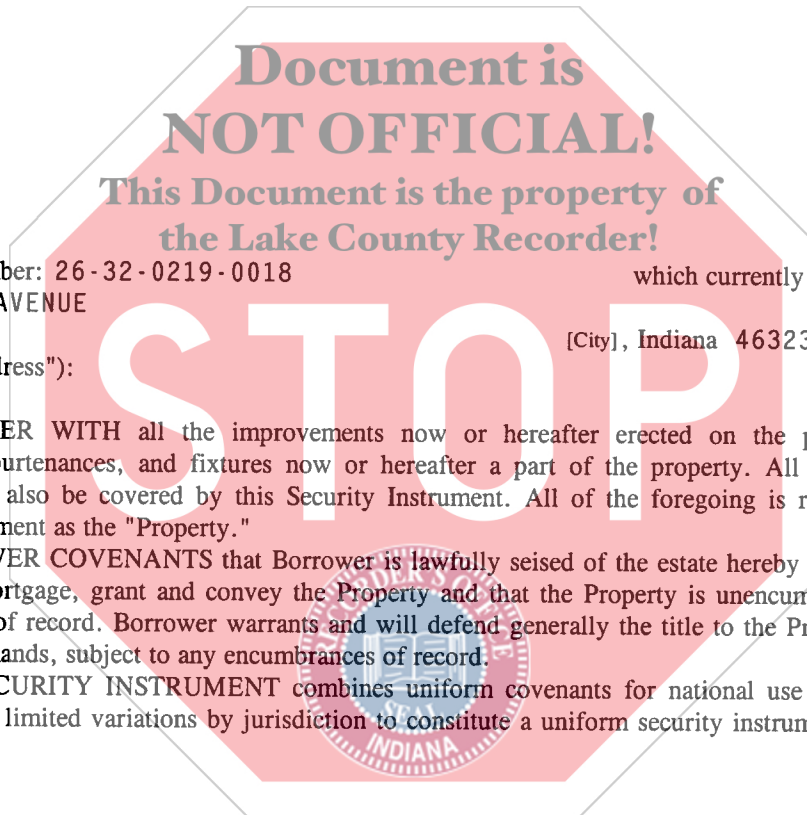 Document is
NOT OFFICIAL!
This Document is the property of
the Lake County Recorder!
ber: 26-32-0219-0018 which currently
AVENUE
[City], Indiana 46323
ress"):
STOP
ER WITH all the improvements now or hereafter erected on the
urtenances, and fixtures now or hereafter a part of the property. All
also be covered by this Security Instrument. All of the foregoing is r
ment as the "Property."
VER COVENANTS that Borrower is lawfully seised of the estate hereby
ortgage, grant and convey the Property and that the Property is unencum
of record. Borrower warrants and will defend generally the title to the Pr
ands, subject to any encumbrances of record.
CURITY INSTRUMENT combines uniform covenants for national use
limited variations by jurisdiction to constitute a uniform security instrum
RECORDER'S OFFICE
SEAL
INDIANA